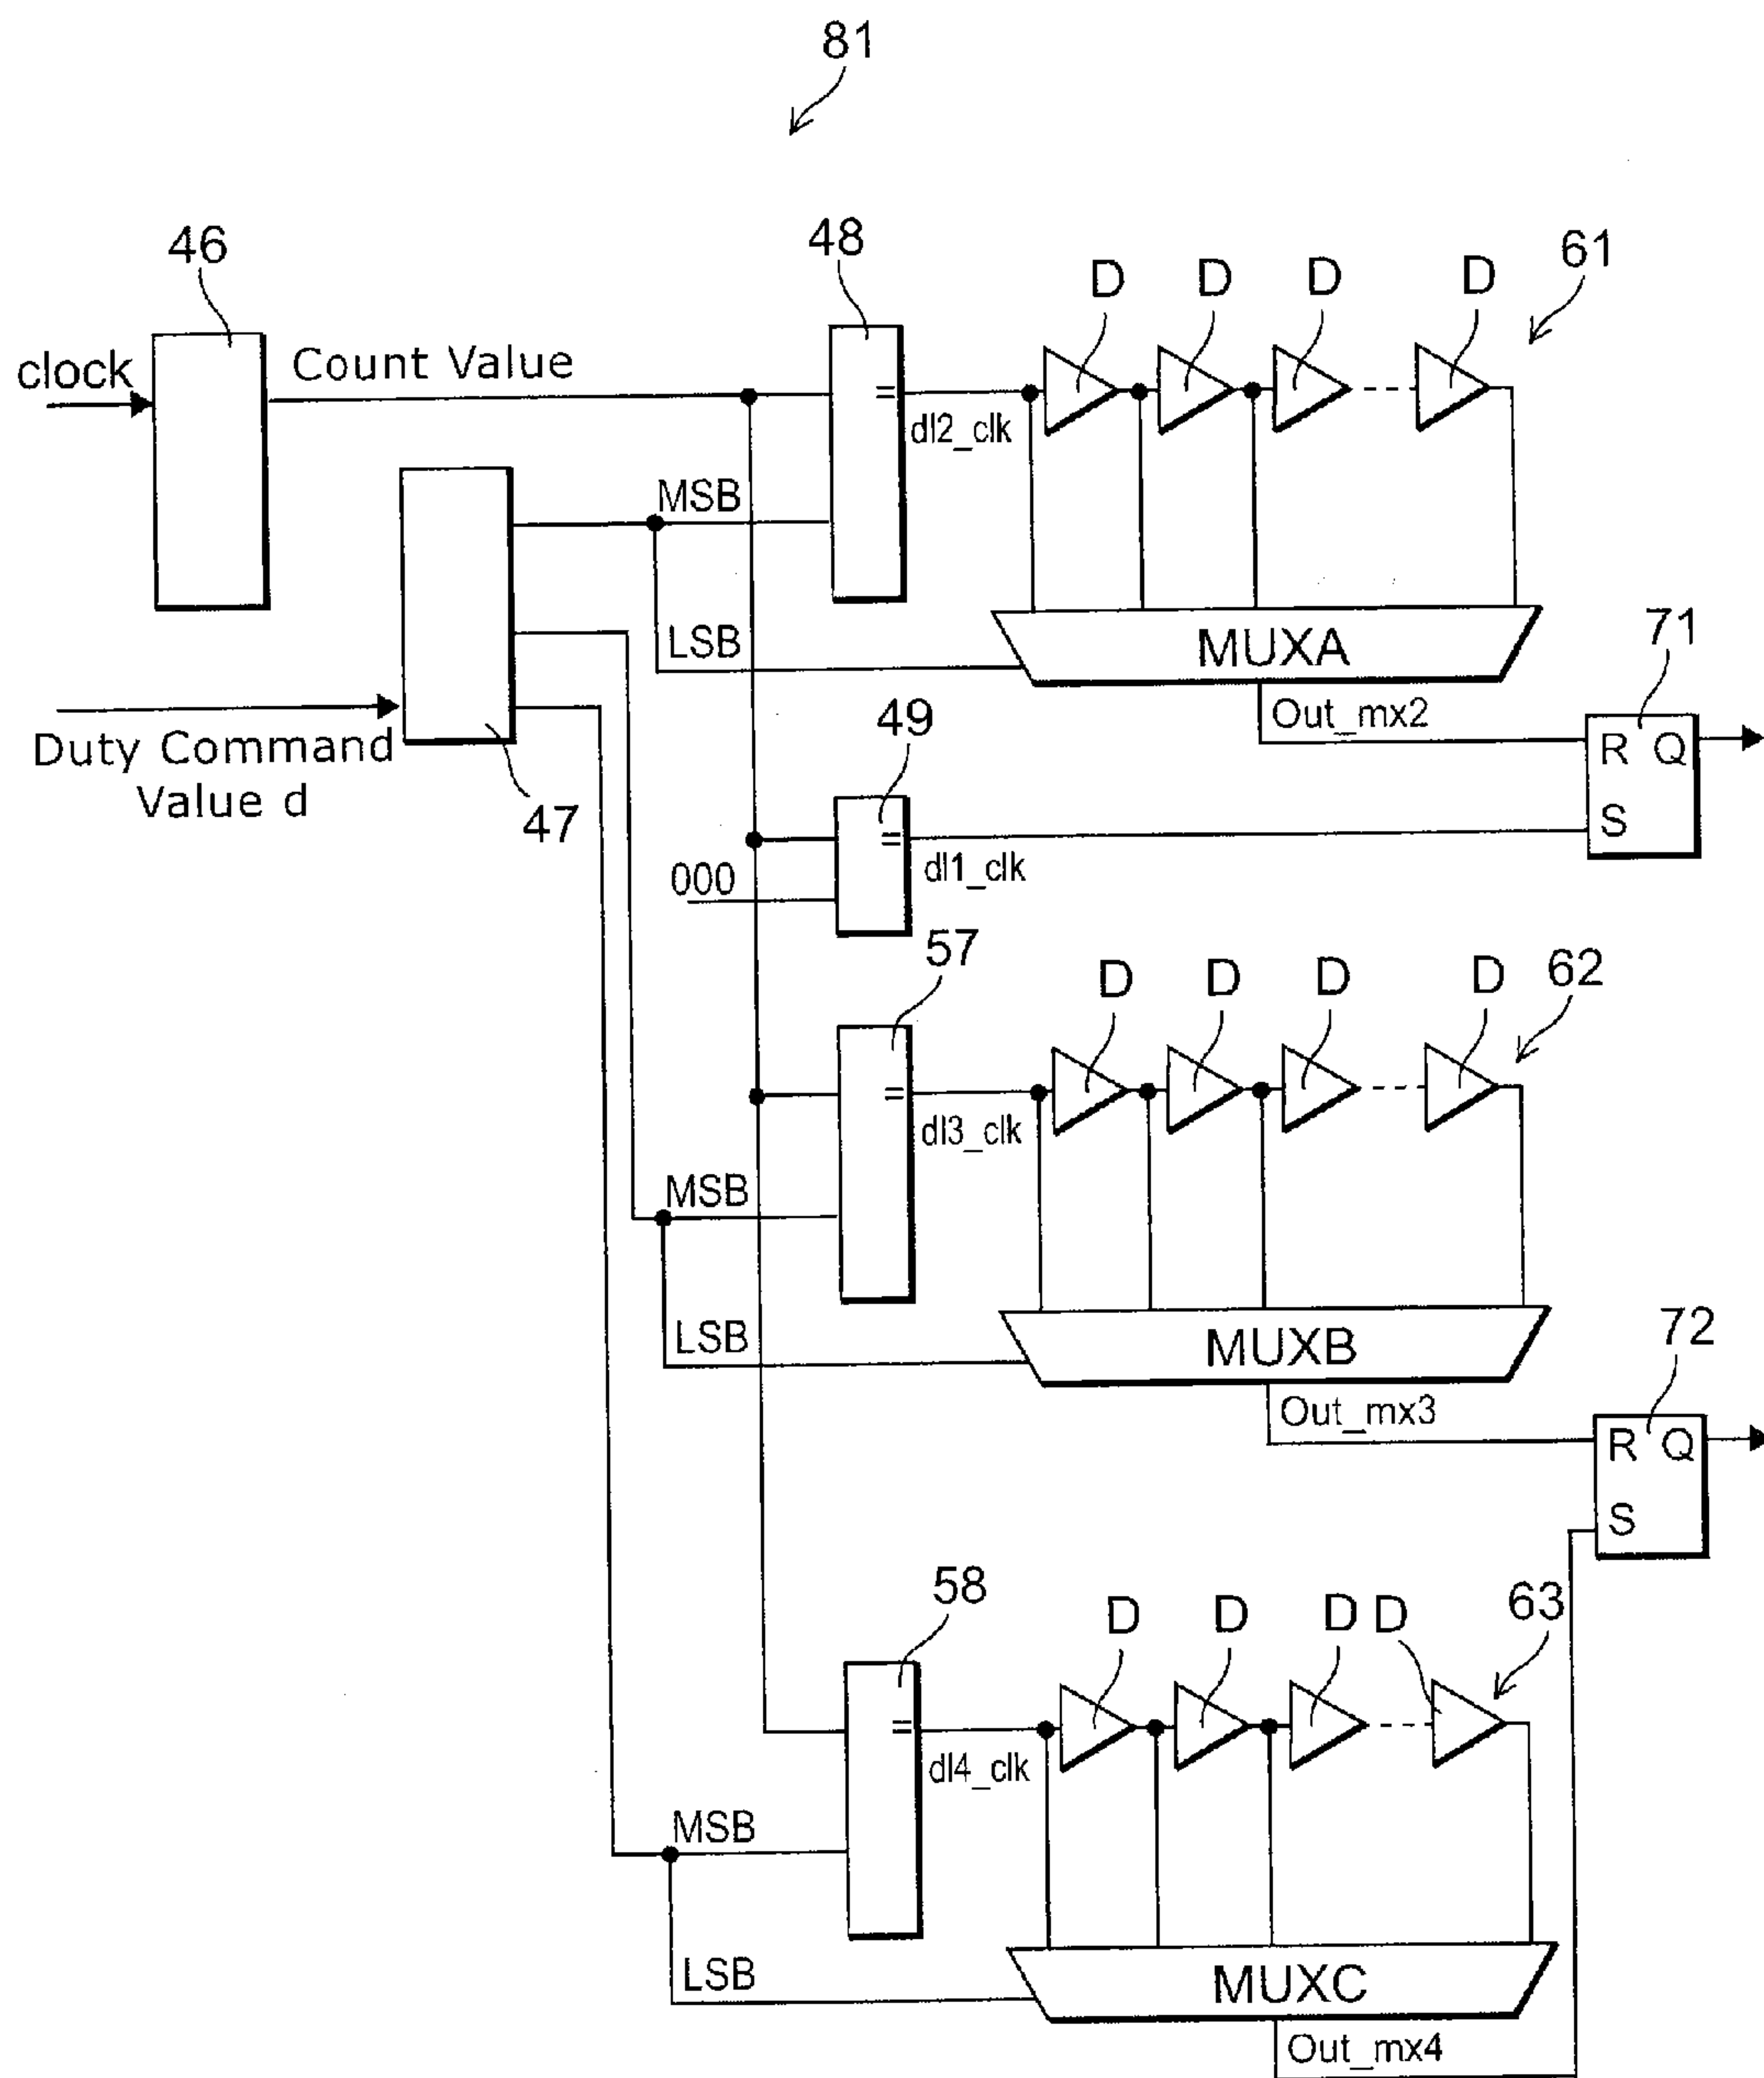 81
46
48
D D D D 61
clock
Count Value
=
dl2_clk
MSB
LSB
MUXA
71
Out_mx2
R Q
S
Duty Command
Value d
47
49
=
000
dl1_clk
57
D D D D 62
=
dl3_clk
MSB
LSB
MUXB
72
Out_mx3
R Q
S
58
D D D D 63
=
dl4_clk
MSB
LSB
MUXC
Out_mx4